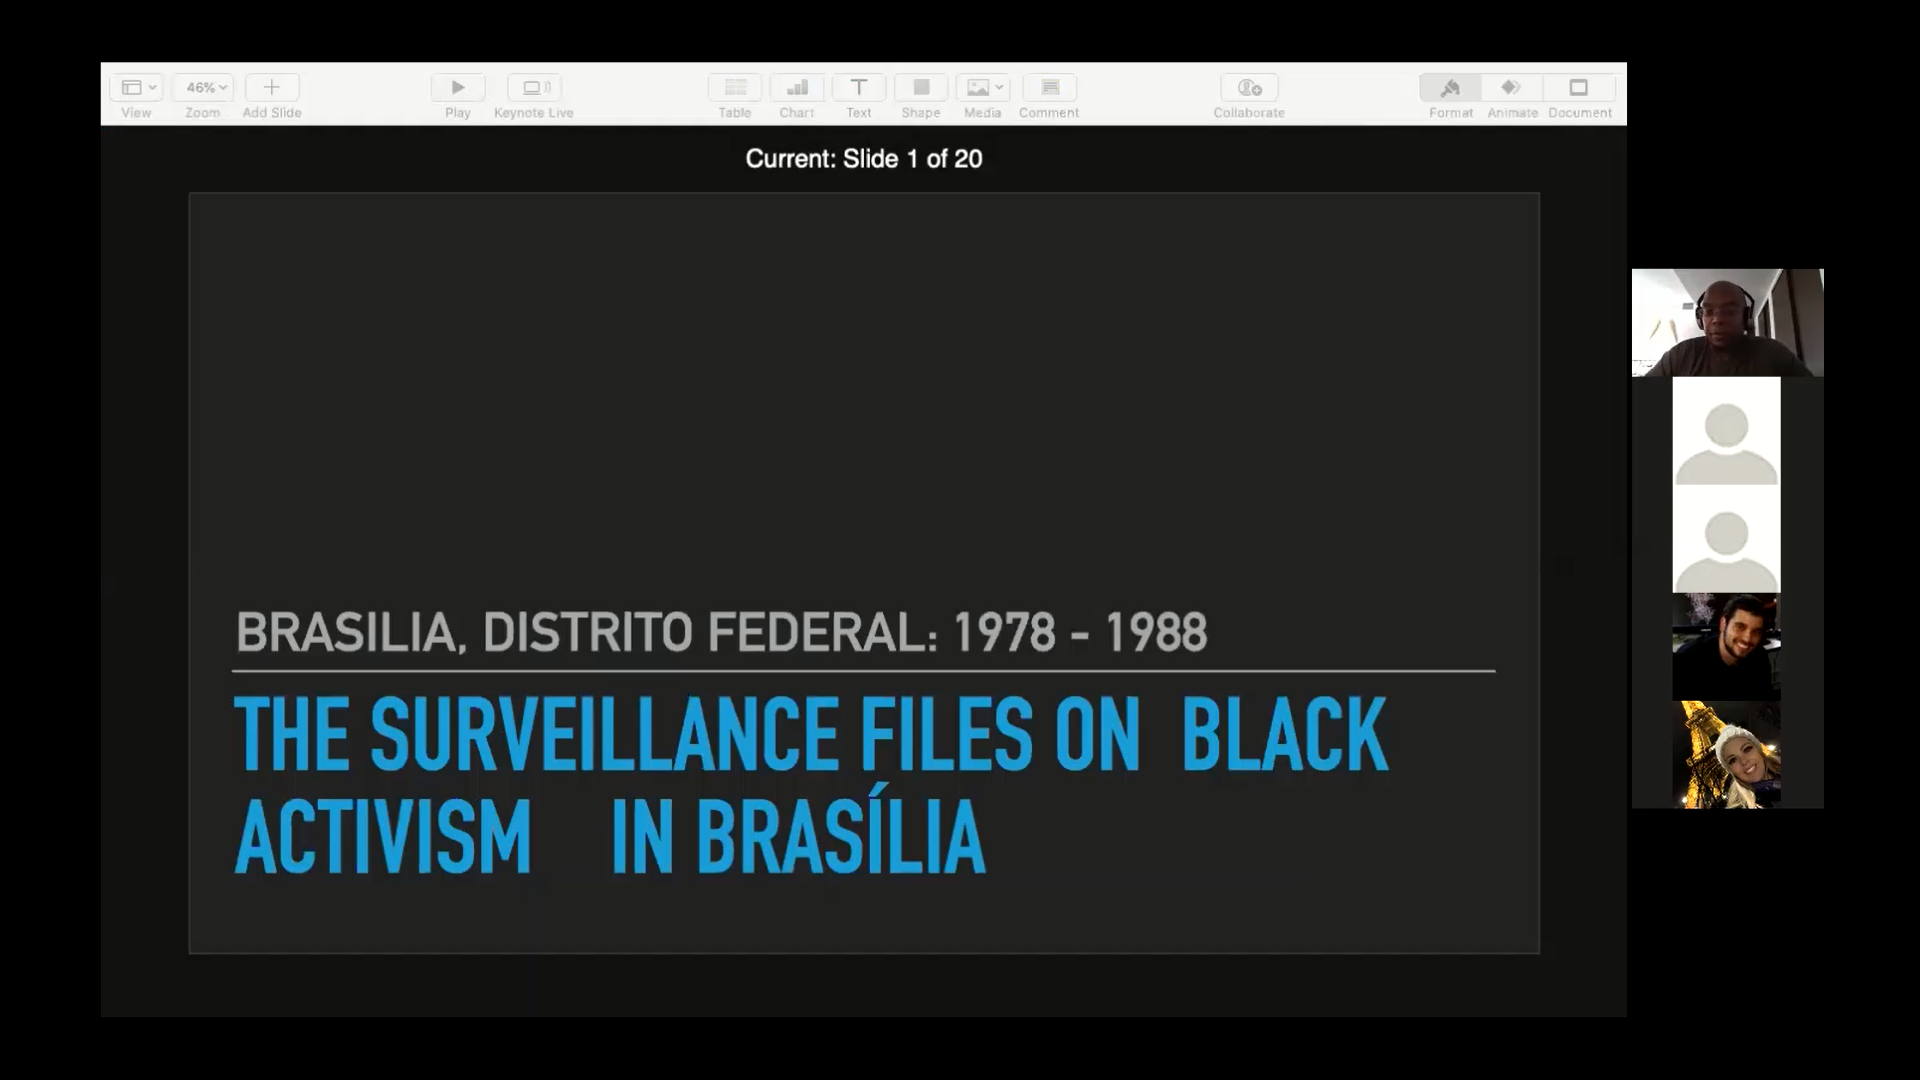 46%
View
Zoom
Add Slide
Play
Keynote Live
Table
Chart
Text
Shape
Media
Comment
Collaborate
Format
Animate
Document
Current: Slide 1 of 20
BRASILIA, DISTRITO FEDERAL: 1978 - 1988
THE SURVEILLANCE FILES ON BLACK
ACTIVISM IN BRASÍLIA